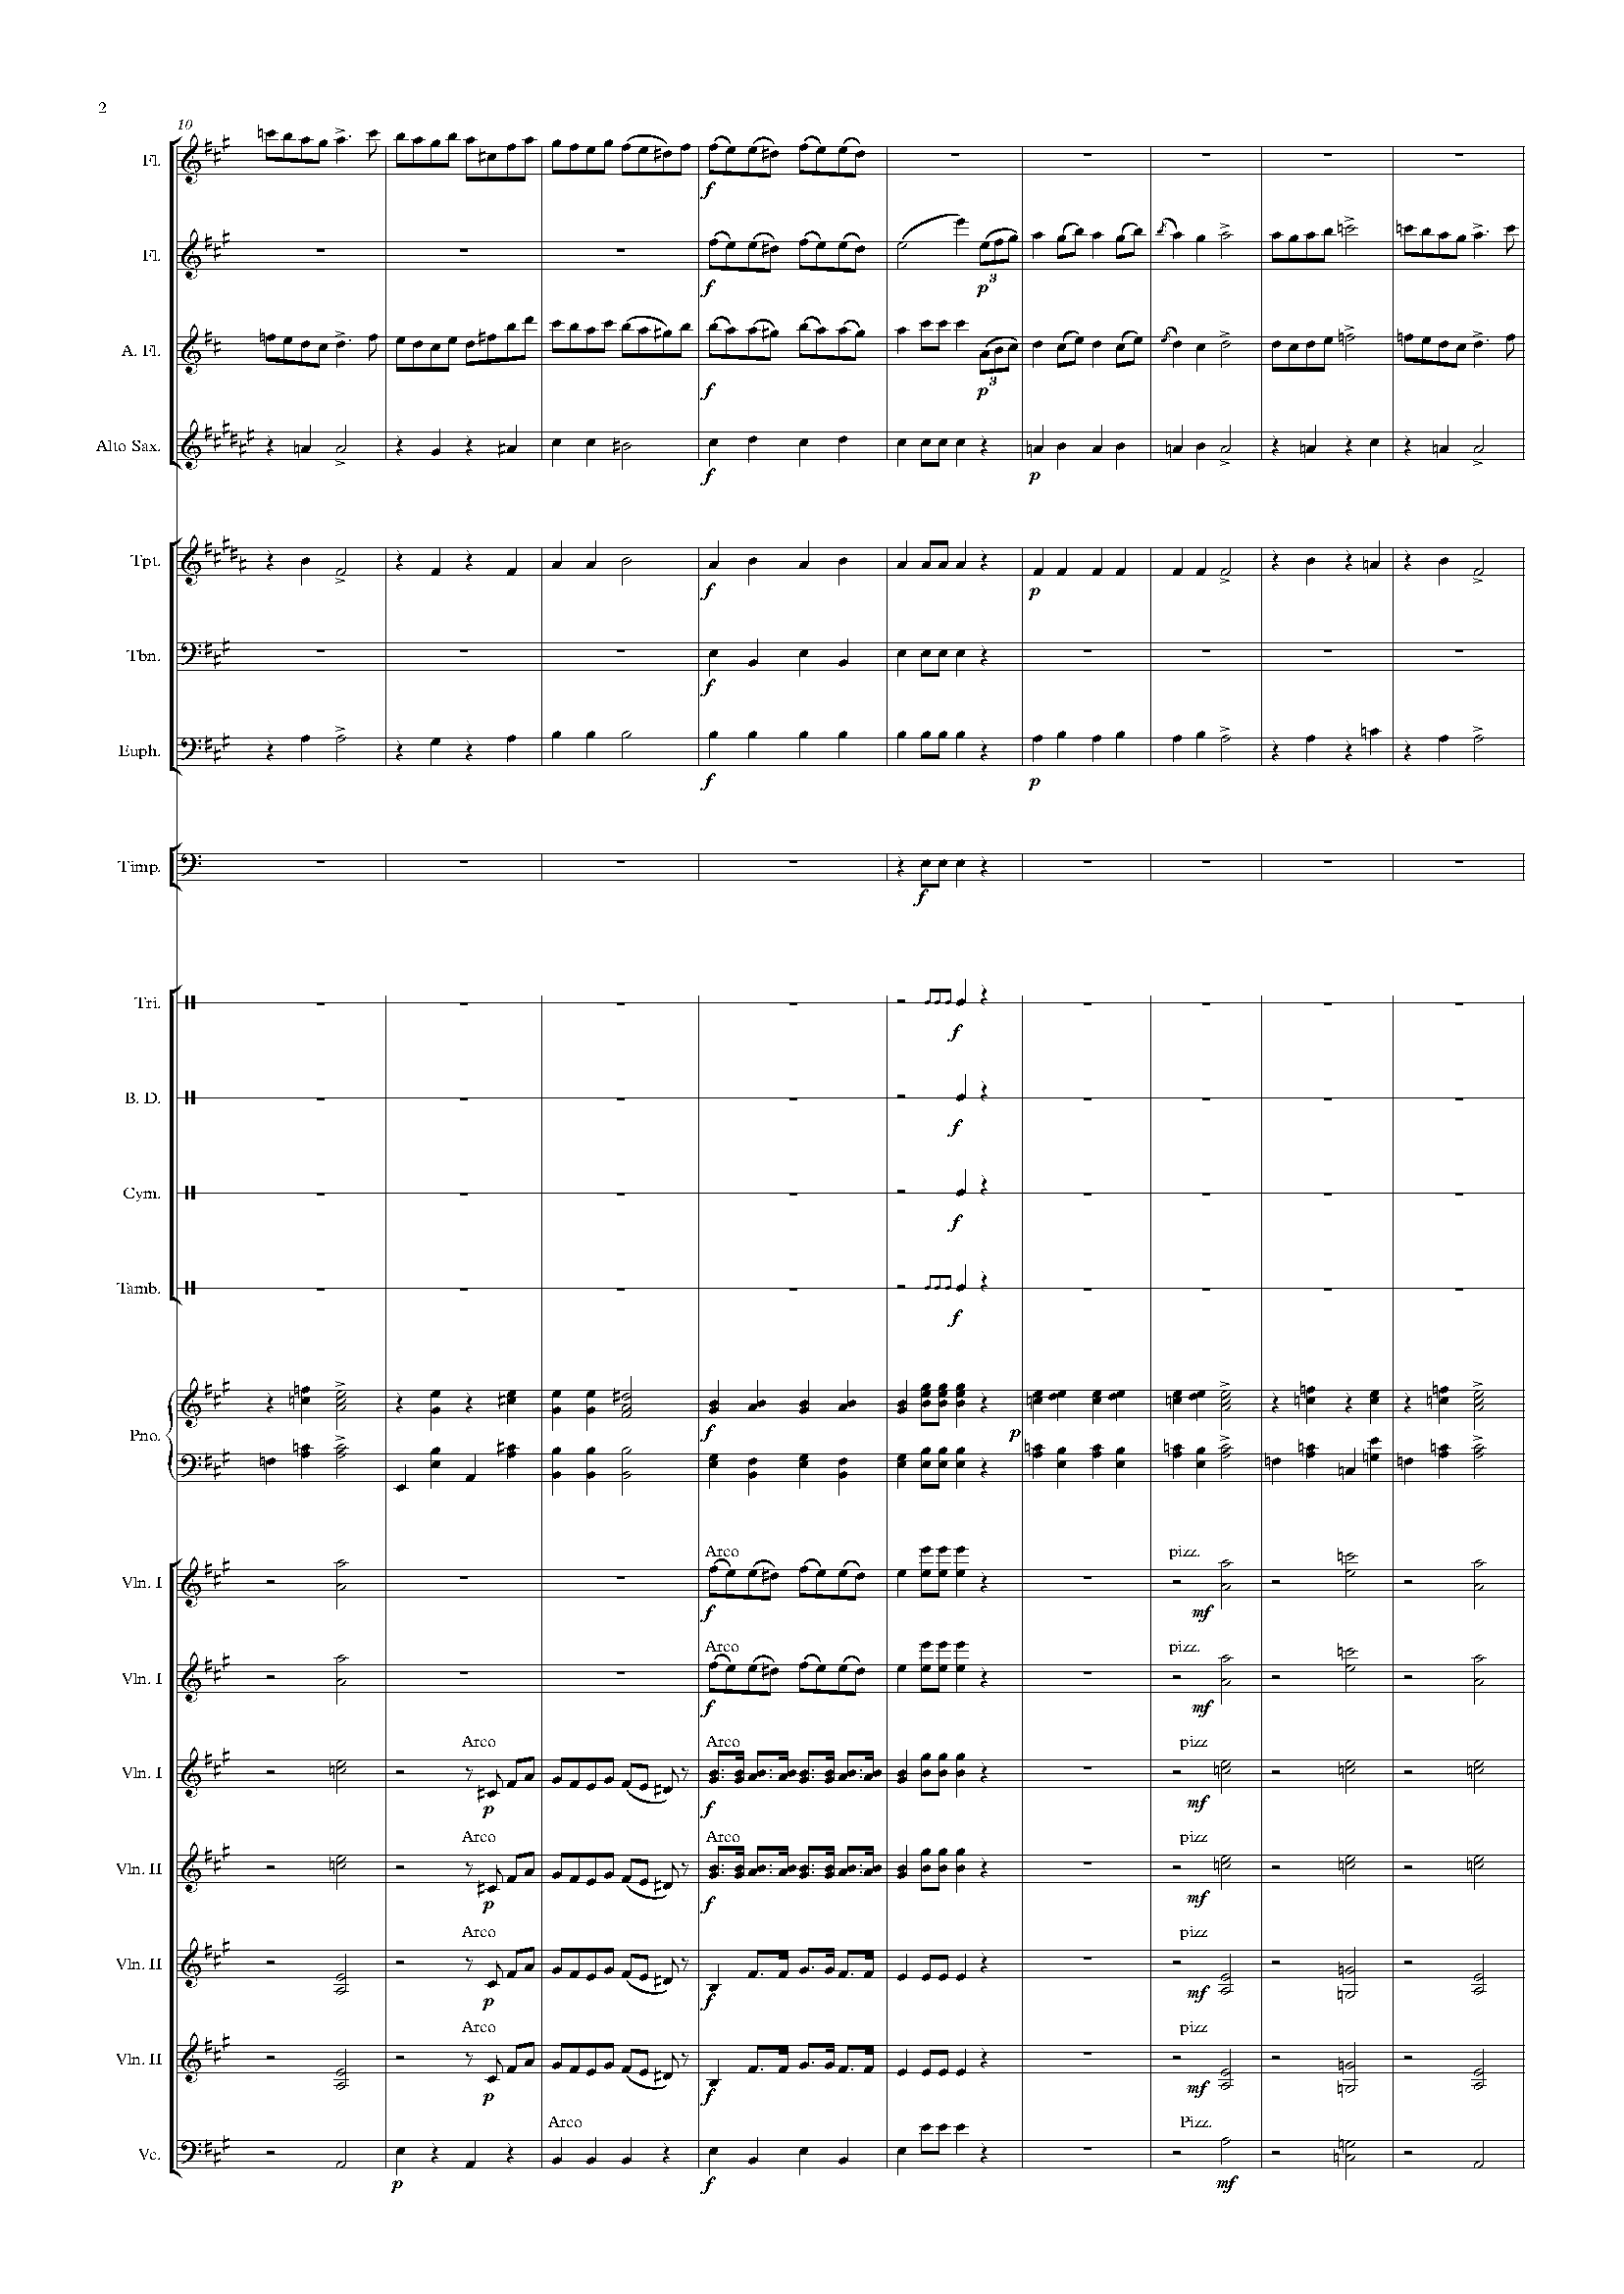 2
10
Fl.
f
Fl.
f
p 3
A. Fl.
f
p 3
Alto Sax.
f
p
Tpt.
f
p
Tbn.
f
Euph.
f
p
Timp.
f
Tri.
f
B. D.
f
Cym.
f
Tamb.
f
Pno.
f
p
Arco
pizz.
Vln. I
f
mf
Arco
pizz.
Vln. I
f
mf
Arco
Arco
pizz
Vln. I
p
f
mf
Arco
Arco
pizz
Vln. II
p
f
mf
Arco
pizz
Vln. II
p
f
mf
Arco
pizz
Vln. II
p
f
mf
Arco
Pizz.
Vc.
p
f
mf